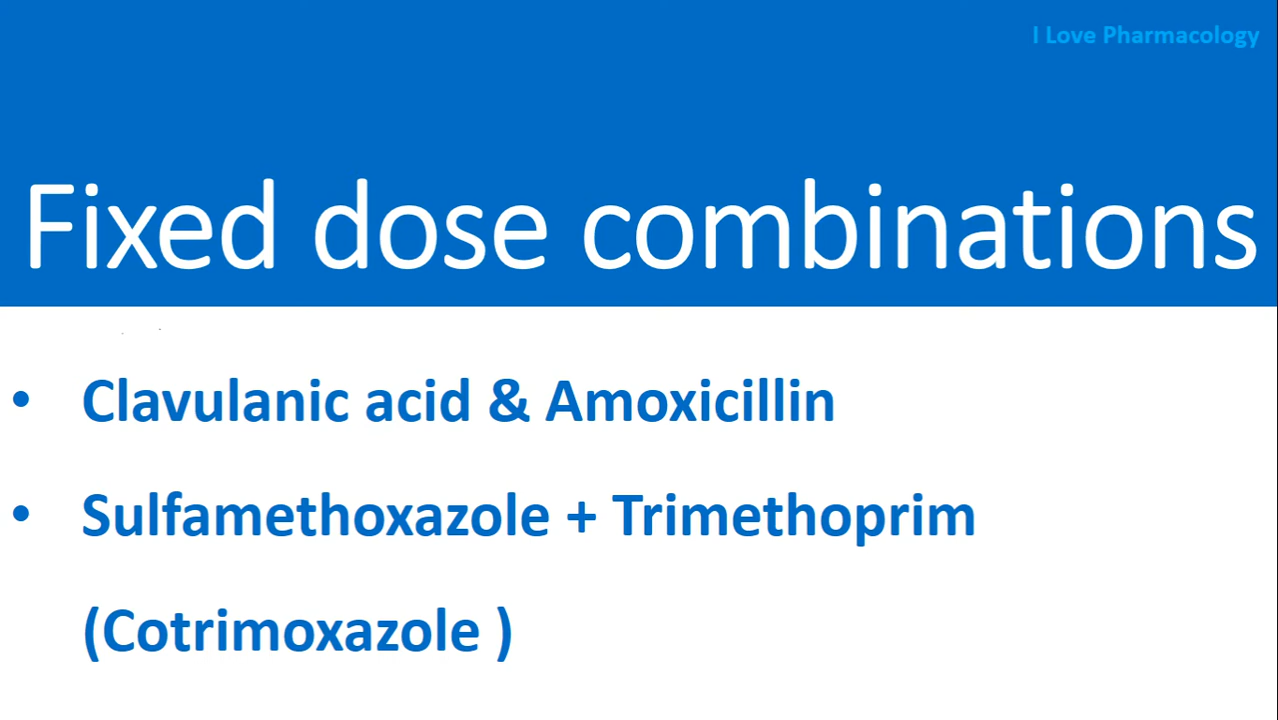 I Love Pharmacology
Fixed dose combinations
• Clavulanic acid & Amoxicillin
• Sulfamethoxazole + Trimethoprim
(Cotrimoxazole )